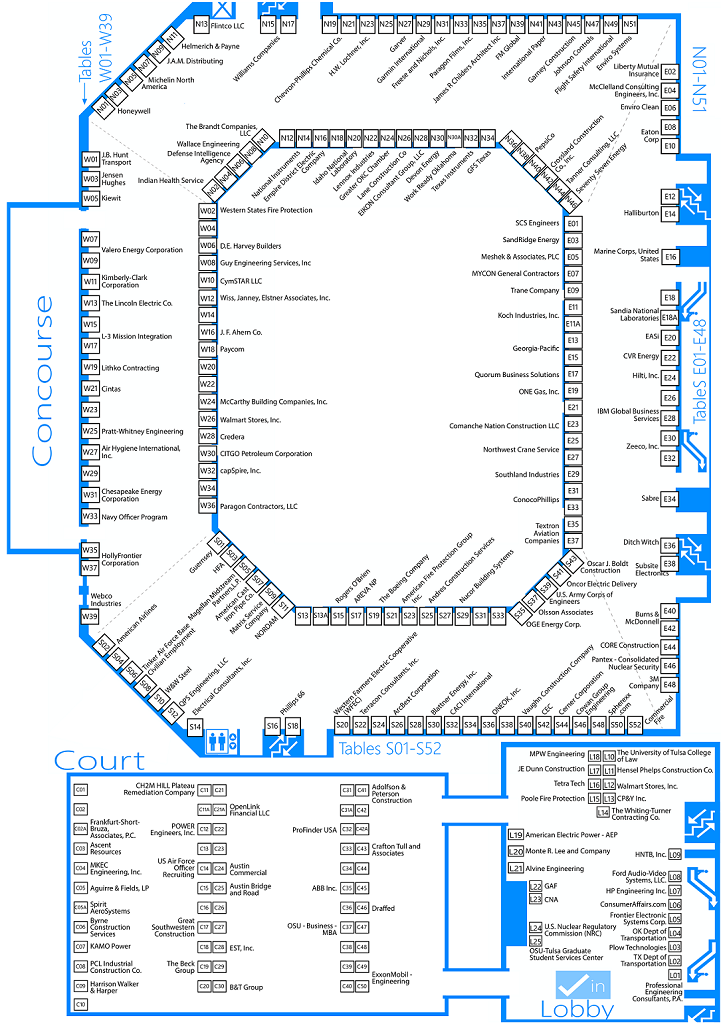 N13
Flintco LLC
N15
N17
Williams Companies
N19
N21
N23
N25
N27
N29
N31
N33
N35
N37
N39
N41
N43
N45
N47
N49
N51
Chevron Phillips Chemical Co.
H.W. Lochner, Inc.
Garver
Garmin International
Freese and Nichols, Inc.
Paragon Films, Inc.
James R Childers Architect Inc
FM Global
International Paper
Garney Construction
Johnson Controls
Flight Safety International
Enviro Systems
Tables
W01-W39
N01
N03
N05
N07
N09
N11
Helmerich & Payne
J.A.M. Distributing
Michelin North
America
Honeywell
N01-N51
Liberty Mutual
Insurance
E02
McClelland Consulting
Engineers, Inc.
E04
Enviro Clean
E06
E08
Eaton
Corp
E10
The Brandt Companies,
LLC
Wallace Engineering
Defense Intelligence
Agency
Indian Health Service
N02
N04
N06
N08
N10
N12
N14
N16
N18
N20
N22
N24
N26
N28
N30
N30A
N32
N34
National Instruments
Empire District Electric
Company
Idaho National
Laboratory
Lennox Industries
Greater OKC Chamber
Lane Construction Co
EIKON Consultant Group, LLC
Devon Energy
Work Ready Oklahoma
Texas Instruments
GFS Texas
N36
N38
N40
N42
N44
N46
PepsiCo
Crossland Construction
Co., Inc.
Tanner Consulting, LLC
Seventy Seven Energy
W01
J.B. Hunt
Transport
W03
Jensen
Hughes
W05
Kiewit
W07
Valero Energy Corporation
W09
W11
Kimberly-Clark
Corporation
W13
The Lincoln Electric Co.
W15
L-3 Mission Integration
W17
W19
Lithko Contracting
W21
Cintas
W23
W25
Pratt-Whitney Engineering
W27
Air Hygiene International,
Inc.
W29
W31
Chesapeake Energy
Corporation
W33
Navy Officer Program
W35
HollyFrontier
Corporation
W37
Webco
Industries
W39
Concourse
W02
Western States Fire Protection
W04
W06
D.E. Harvey Builders
W08
Guy Engineering Services, Inc
W10
CymSTAR LLC
W12
Wiss, Janney, Elstner Associates, Inc.
W14
W16
J. F. Ahern Co.
W18
Paycom
W20
W22
W24
McCarthy Building Companies, Inc.
W26
Walmart Stores, Inc.
W28
Credera
W30
CITGO Petroleum Corporation
W32
capSpire, Inc.
W34
W36
Paragon Contractors, LLC
SCS Engineers
E01
SandRidge Energy
E03
Meshek & Associates, PLC
E05
MYCON General Contractors
E07
Trane Company
E09
E11
Koch Industries, Inc.
E11A
E13
Georgia-Pacific
E15
Quorum Business Solutions
E17
ONE Gas, Inc.
E19
E21
Comanche Nation Construction LLC
E23
E25
Northwest Crane Service
E27
Southland Industries
E29
E31
ConocoPhillips
E33
Textron
Aviation
Companies
E35
E37
E12
Halliburton
E14
Marine Corps, United
States
E16
E18
Sandia National
Laboratories
E18A
EASi
E20
CVR Energy
E22
Hilti, Inc.
E24
E26
IBM Global Business
Services
E28
Zeeco, Inc.
E30
E32
Tables E01-E48
Sabre
E34
Ditch Witch
E36
Subsite
Electronics
E38
Burns &
McDonnell
E40
E42
CORE Construction
E44
Pantex - Consolidated
Nuclear Security
E46
3M
Company
E48
Commercial
Fire
S01
S03
S05
S07
S09
S11
Guernsey
HFA
Magellan Midstream
Partners, L.P.
American Cast
Iron Pipe Co.
Matrix Service
Company
NORDAM
S13
S13A
S15
S17
S19
S21
S23
S25
S27
S29
S31
S33
Rogers O'Brien
AREVA NP
The Boeing Company
American Fire Protection Group
Inc
Andres Construction Services
Nucor Building Systems
S35
S37
S39
S41
S43
Oscar J. Boldt
Construction
Oncor Electric Delivery
U.S. Army Corps of
Engineers
Olsson Associates
OGE Energy Corp.
S02
S04
S06
S08
S10
S12
S14
American Airlines
Tinker Air Force Base
Civilian Employment
W&W Steel
QPS Engineering, LLC
Electrical Consultants, Inc.
S16
S18
Phillips 66
S20
S22
S24
S26
S28
S30
S32
S34
S36
S38
S40
S42
S44
S46
S48
S50
S52
Western Farmers Electric Cooperative
(WFEC)
Terracon Consultants, Inc.
ArcBest Corporation
Blattner Energy, Inc.
CACI International
ONEOK, Inc.
Vaughn Construction Company
CEC
Cerner Corporation
Cowan Group
Engineering
Spheruxx
.com
Tables S01-S52
Court
C01
C02
C02A
Frankfurt-Short-
Bruza,
Associates, P.C.
C03
Ascent
Resources
C04
MKEC
Engineering, Inc.
C05
Aguirre & Fields, LP
C05A
Spirit
AeroSystems
C06
Byrne
Construction
Services
C07
KAMO Power
C08
PCL Industrial
Construction Co.
C09
Harrison Walker
& Harper
C10
CH2M HILL Plateau
Remediation Company
C11
C21
C11A
C21A
OpenLink
Financial LLC
POWER
Engineers, Inc.
C12
C22
C13
C23
US Air Force
Officer
Recruiting
C14
C24
Austin
Commercial
C15
C25
Austin Bridge
and Road
C16
C26
Great
Southwestern
Construction
C17
C27
C18
C28
EST, Inc.
The Beck
Group
C19
C29
C20
C30
B&T Group
C31
C41
Adolfson &
Peterson
Construction
C31A
C42
ProFinder USA
C32
C42A
C33
C43
Crafton Tull and
Associates
C34
C44
ABB Inc.
C35
C45
C36
C46
Draffed
OSU - Business -
MBA
C37
C47
C38
C48
C39
C49
ExxonMobil -
Engineering
C40
C50
MPW Engineering
L18
L10
The University of Tulsa College
of Law
JE Dunn Construction
L17
L11
Hensel Phelps Construction Co.
Tetra Tech
L16
L12
Walmart Stores, Inc.
Poole Fire Protection
L15
L13
CP&Y Inc.
L14
The Whiting-Turner
Contracting Co.
L19
American Electric Power - AEP
L20
Monte R. Lee and Company
L21
Alvine Engineering
L22
GAF
L23
CNA
L24
U.S. Nuclear Regulatory
Commission (NRC)
L25
OSU-Tulsa Graduate
Student Services Center
HNTB, Inc.
L09
Ford Audio-Video
Systems, LLC.
L08
HP Engineering Inc.
L07
ConsumerAffairs.com
L06
Frontier Electronic
Systems Corp.
L05
OK Dept of
Transportation
L04
Plow Technologies
L03
TX Dept of
Transportation
L02
L01
Professional
Engineering
Consultants, P.A.
in
Lobby